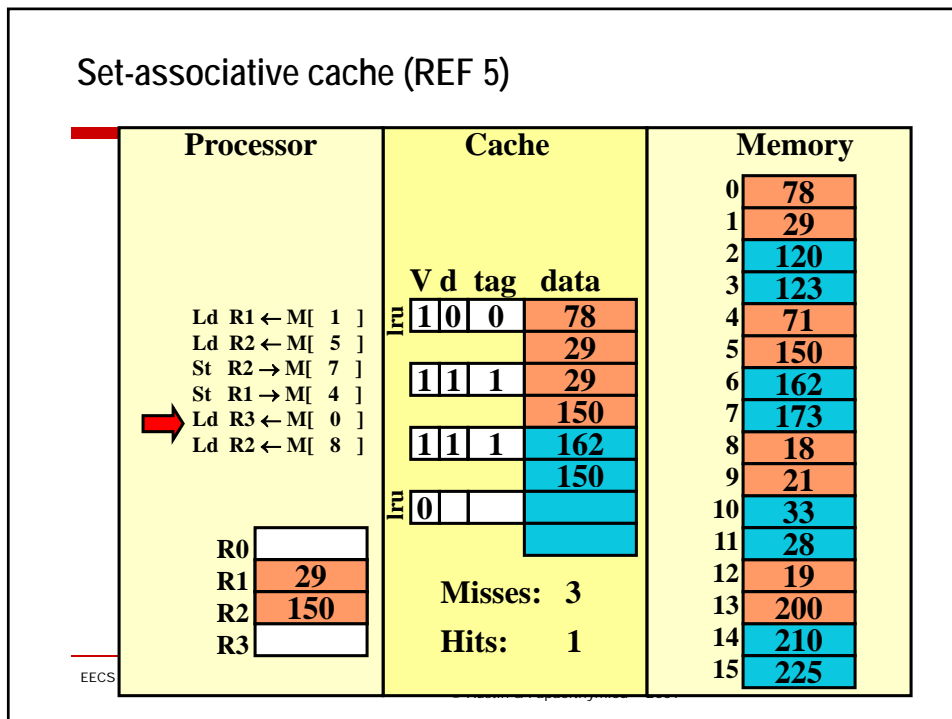 Set-associative cache (REF 5)
Processor
Ld R1 ← M[ 1 ]
Ld R2 ← M[ 5 ]
St R2 → M[ 7 ]
St R1 → M[ 4 ]
Ld R3 ← M[ 0 ]
Ld R2 ← M[ 8 ]
R0
R1 29
R2 150
R3
Cache
V d tag data
lru 1 0 0 78
29
1 1 1 29
150
1 1 1 162
150
lru 0
Misses: 3
Hits: 1
Memory
0 78
1 29
2 120
3 123
4 71
5 150
6 162
7 173
8 18
9 21
10 33
11 28
12 19
13 200
14 210
15 225
EECS